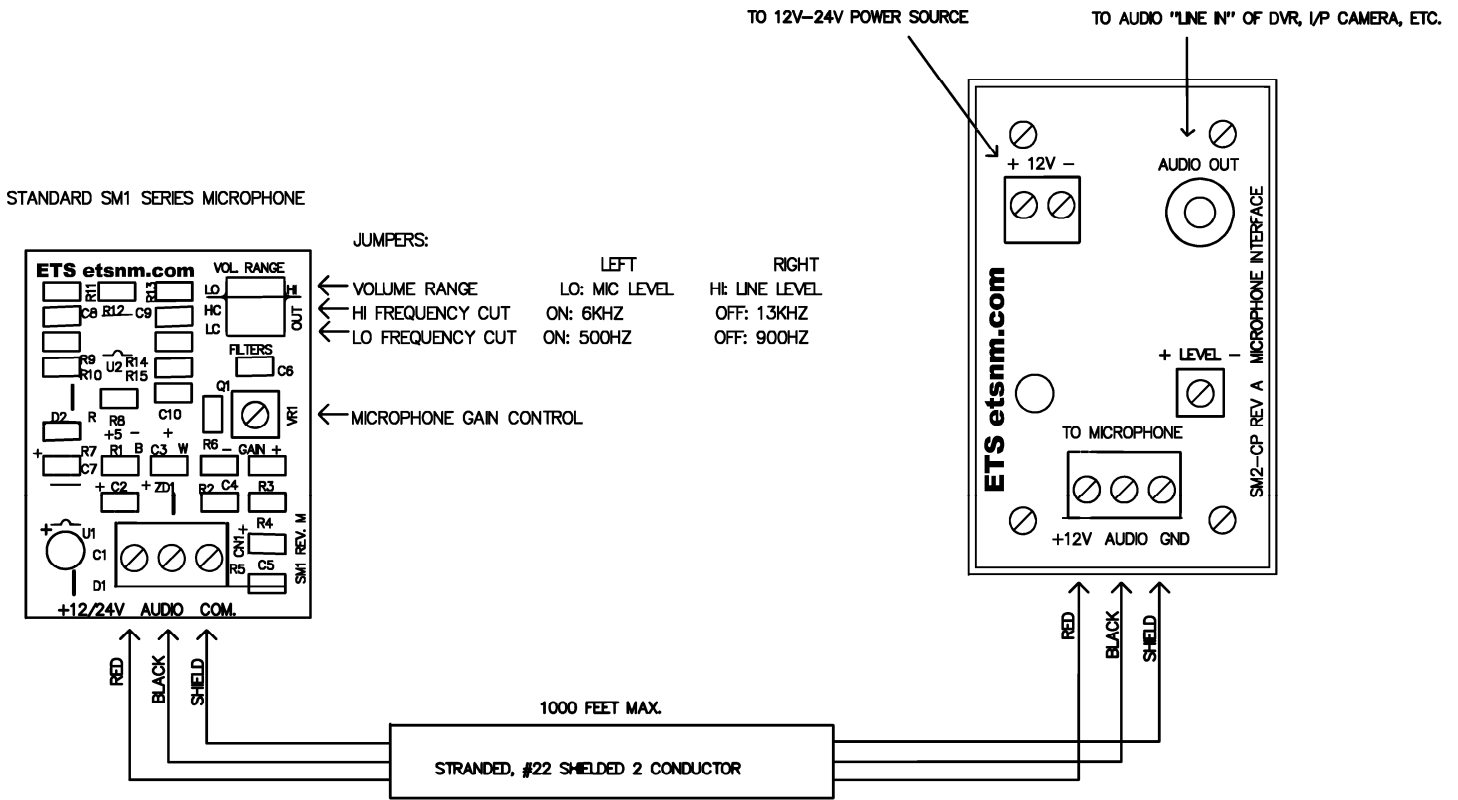 TO 12V-24V POWER SOURCE
TO AUDIO "LINE IN" OF DVR, I/P CAMERA, ETC.
+ 12V -
AUDIO OUT
SM2-CP REV A MICROPHONE INTERFACE
ETS etsnm.com
+ LEVEL -
TO MICROPHONE
+12V AUDIO GND
RED
BLACK
SHIELD
STANDARD SM1 SERIES MICROPHONE
JUMPERS:
LEFT RIGHT
VOLUME RANGE LO: MIC LEVEL HI: LINE LEVEL
HI FREQUENCY CUT ON: 6KHZ OFF: 13KHZ
LO FREQUENCY CUT ON: 500HZ OFF: 900HZ
MICROPHONE GAIN CONTROL
ETS etsnm.com
VOL. RANGE
R11 R13 LO HI
C8 R12 C9 HC OUT
LC
FILTERS
R9 U2 R14 C6
R10 R15
Q1
D2 R R8 C10 VR1
+5 - +
+ R7 R1 B C3 W R6 - GAIN +
C7
+ C2 + ZD1 R2 C4 R3
+ U1 R4
C1 CN1 +
R5 C5
SM1 REV. M
D1
+12/24V AUDIO COM.
RED
BLACK
SHIELD
1000 FEET MAX.
STRANDED, #22 SHIELDED 2 CONDUCTOR